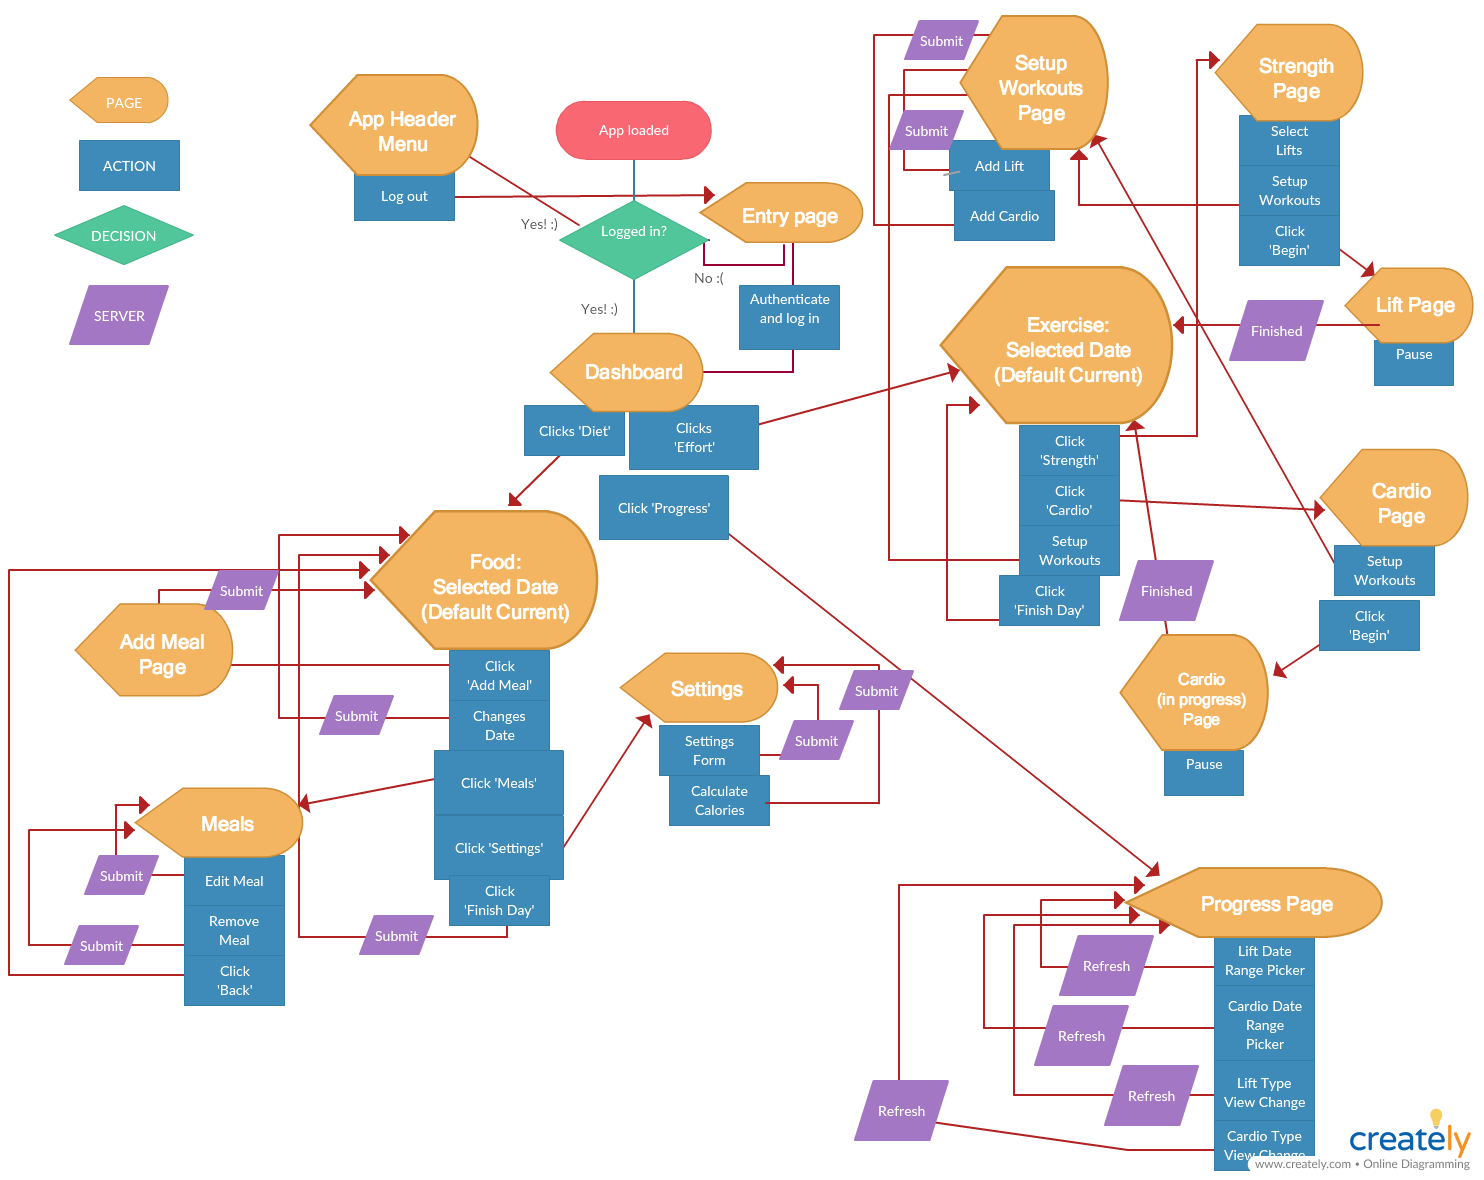 PAGE
ACTION
DECISION
SERVER
App Header
Menu
Log out
App loaded
Logged in?
Yes! :)
No :(
Yes! :)
Entry page
Authenticate
and log in
Dashboard
Clicks 'Diet'
Clicks
'Effort'
Click 'Progress'
Submit
Submit
Setup
Workouts
Page
Add Lift
Add Cardio
Strength
Page
Select
Lifts
Setup
Workouts
Click
'Begin'
Lift Page
Pause
Finished
Exercise:
Selected Date
(Default Current)
Click
'Strength'
Click
'Cardio'
Setup
Workouts
Click
'Finish Day'
Cardio
Page
Setup
Workouts
Click
'Begin'
Finished
Cardio
(in progress)
Page
Pause
Food:
Selected Date
(Default Current)
Submit
Add Meal
Page
Click
'Add Meal'
Changes
Date
Submit
Click 'Meals'
Click 'Settings'
Click
'Finish Day'
Submit
Settings
Settings
Form
Calculate
Calories
Submit
Submit
Meals
Edit Meal
Remove
Meal
Click
'Back'
Submit
Submit
Progress Page
Lift Date
Range Picker
Cardio Date
Range
Picker
Lift Type
View Change
Cardio Type
View Change
Refresh
Refresh
Refresh
Refresh
creately
www.creately.com • Online Diagramming